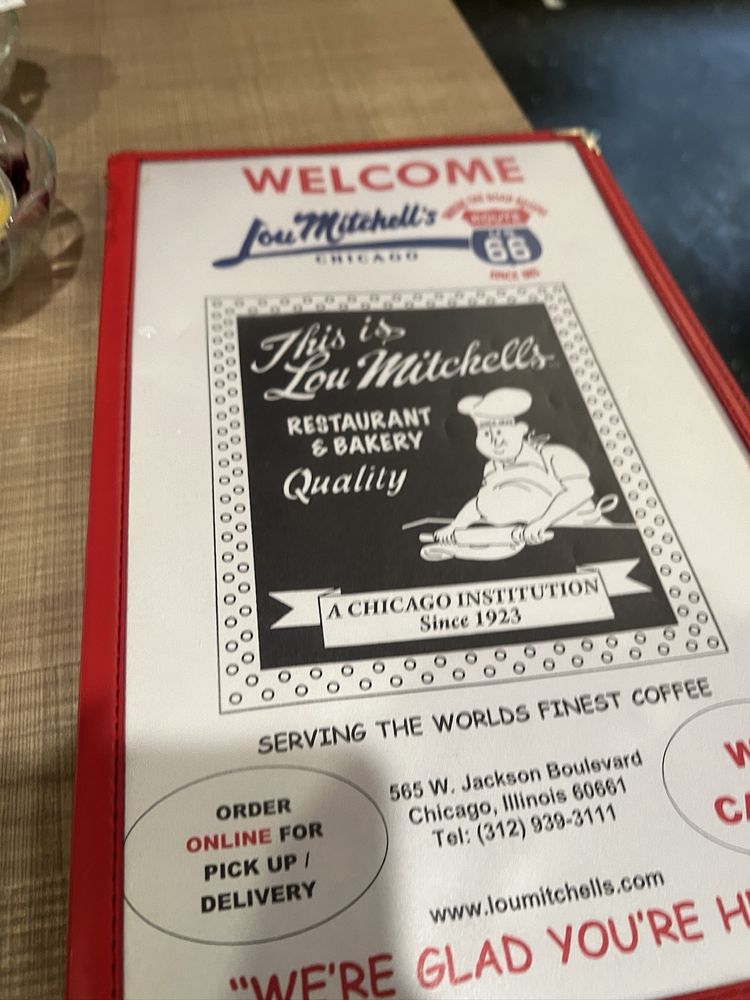 WELCOME
Lou Mitchell's
CHICAGO
ROUTE
66
This is
Lou Mitchell's
RESTAURANT
& BAKERY
Quality
A CHICAGO INSTITUTION
Since 1923
SERVING THE WORLDS FINEST COFFEE
565 W. Jackson Boulevard
Chicago, Illinois 60661
Tel: (312) 939-3111
ORDER
ONLINE FOR
PICK UP /
DELIVERY
www.loumitchells.com
"WE'RE GLAD YOU'RE